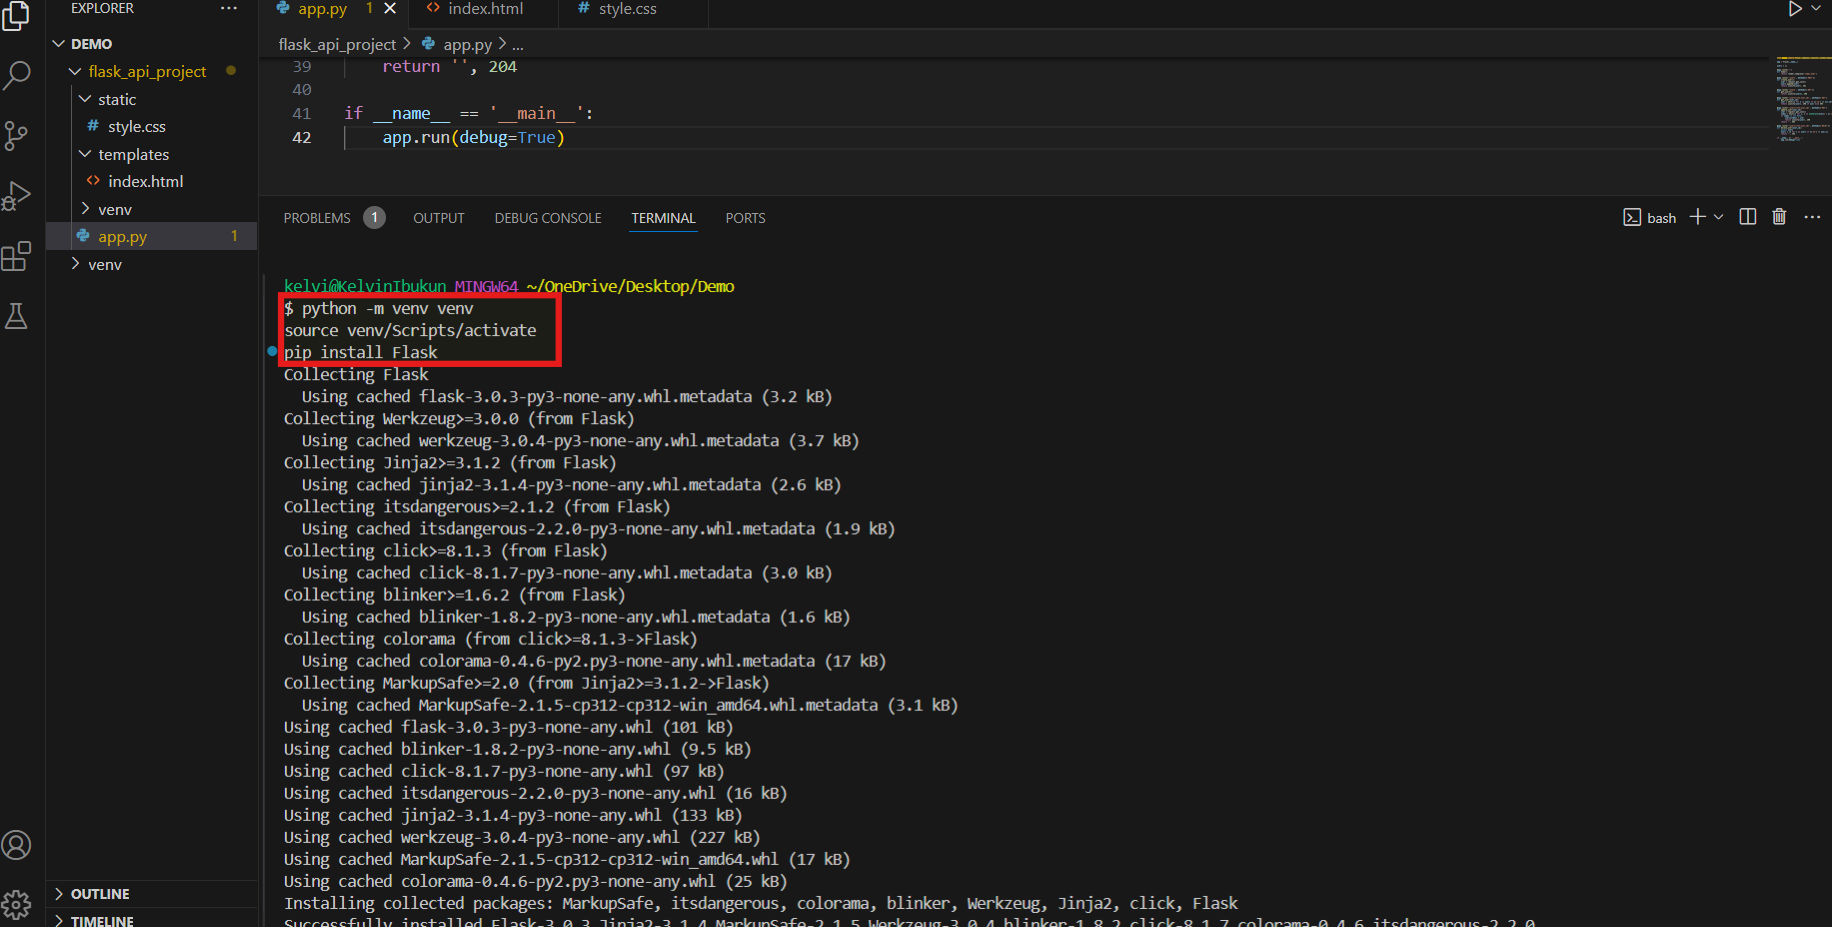 EXPLORER ...
DEMO
flask_api_project
static
# style.css
templates
<> index.html
venv
app.py 1
venv
OUTLINE
TIMELINE
app.py 1 × <> index.html # style.css
flask_api_project > app.py > ...
39 return '', 204
40
41 if __name__ == '__main__':
42 app.run(debug=True)
PROBLEMS 1 OUTPUT DEBUG CONSOLE TERMINAL PORTS bash
kelvi@KelvinIbukun MINGW64 ~/OneDrive/Desktop/Demo
$ python -m venv venv
source venv/Scripts/activate
pip install Flask
Collecting Flask
Using cached flask-3.0.3-py3-none-any.whl.metadata (3.2 kB)
Collecting Werkzeug>=3.0.0 (from Flask)
Using cached werkzeug-3.0.4-py3-none-any.whl.metadata (3.7 kB)
Collecting Jinja2>=3.1.2 (from Flask)
Using cached jinja2-3.1.4-py3-none-any.whl.metadata (2.6 kB)
Collecting itsdangerous>=2.1.2 (from Flask)
Using cached itsdangerous-2.2.0-py3-none-any.whl.metadata (1.9 kB)
Collecting click>=8.1.3 (from Flask)
Using cached click-8.1.7-py3-none-any.whl.metadata (3.0 kB)
Collecting blinker>=1.6.2 (from Flask)
Using cached blinker-1.8.2-py3-none-any.whl.metadata (1.6 kB)
Collecting colorama (from click>=8.1.3->Flask)
Using cached colorama-0.4.6-py2.py3-none-any.whl.metadata (17 kB)
Collecting MarkupSafe>=2.0 (from Jinja2>=3.1.2->Flask)
Using cached MarkupSafe-2.1.5-cp312-cp312-win_amd64.whl.metadata (3.1 kB)
Using cached flask-3.0.3-py3-none-any.whl (101 kB)
Using cached blinker-1.8.2-py3-none-any.whl (9.5 kB)
Using cached click-8.1.7-py3-none-any.whl (97 kB)
Using cached itsdangerous-2.2.0-py3-none-any.whl (16 kB)
Using cached jinja2-3.1.4-py3-none-any.whl (133 kB)
Using cached werkzeug-3.0.4-py3-none-any.whl (227 kB)
Using cached MarkupSafe-2.1.5-cp312-cp312-win_amd64.whl (17 kB)
Using cached colorama-0.4.6-py2.py3-none-any.whl (25 kB)
Installing collected packages: MarkupSafe, itsdangerous, colorama, blinker, Werkzeug, Jinja2, click, Flask
Successfully installed Flask-3.0.3 Jinja2-3.1.4 MarkupSafe-2.1.5 Werkzeug-3.0.4 blinker-1.8.2 click-8.1.7 colorama-0.4.6 itsdangerous-2.2.0